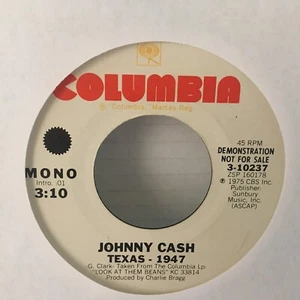 COLUMBIA
® "Columbia," Marcas Reg.
45 RPM
DEMONSTRATION
NOT FOR SALE
3-10237
ZSP 160178
℗ 1975 CBS Inc.
Publisher:
Sunbury
Music, Inc.
(ASCAP)
MONO
Intro. :01
3:10
JOHNNY CASH
TEXAS - 1947
G. Clark- Taken From The Columbia Lp
"LOOK AT THEM BEANS" KC 33814
Produced by Charlie Bragg